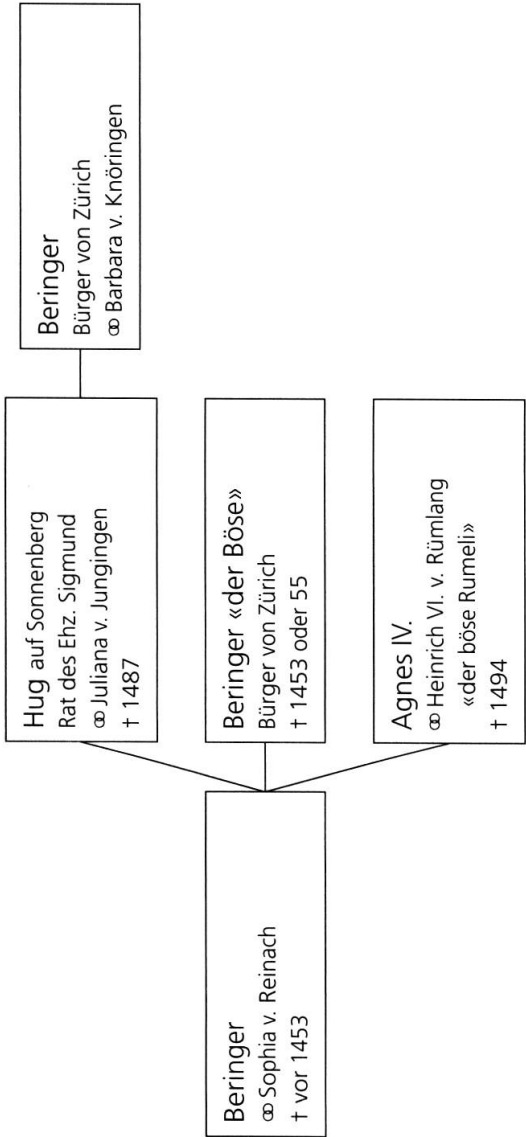 Beringer
⚭ Sophia v. Reinach
† vor 1453
Hug auf Sonnenberg
Rat des Ehz. Sigmund
⚭ Juliana v. Jungingen
† 1487
Beringer «der Böse»
Bürger von Zürich
† 1453 oder 55
Agnes IV.
⚭ Heinrich VI. v. Rümlang
«der böse Rumeli»
† 1494
Beringer
Bürger von Zürich
⚭ Barbara v. Knöringen